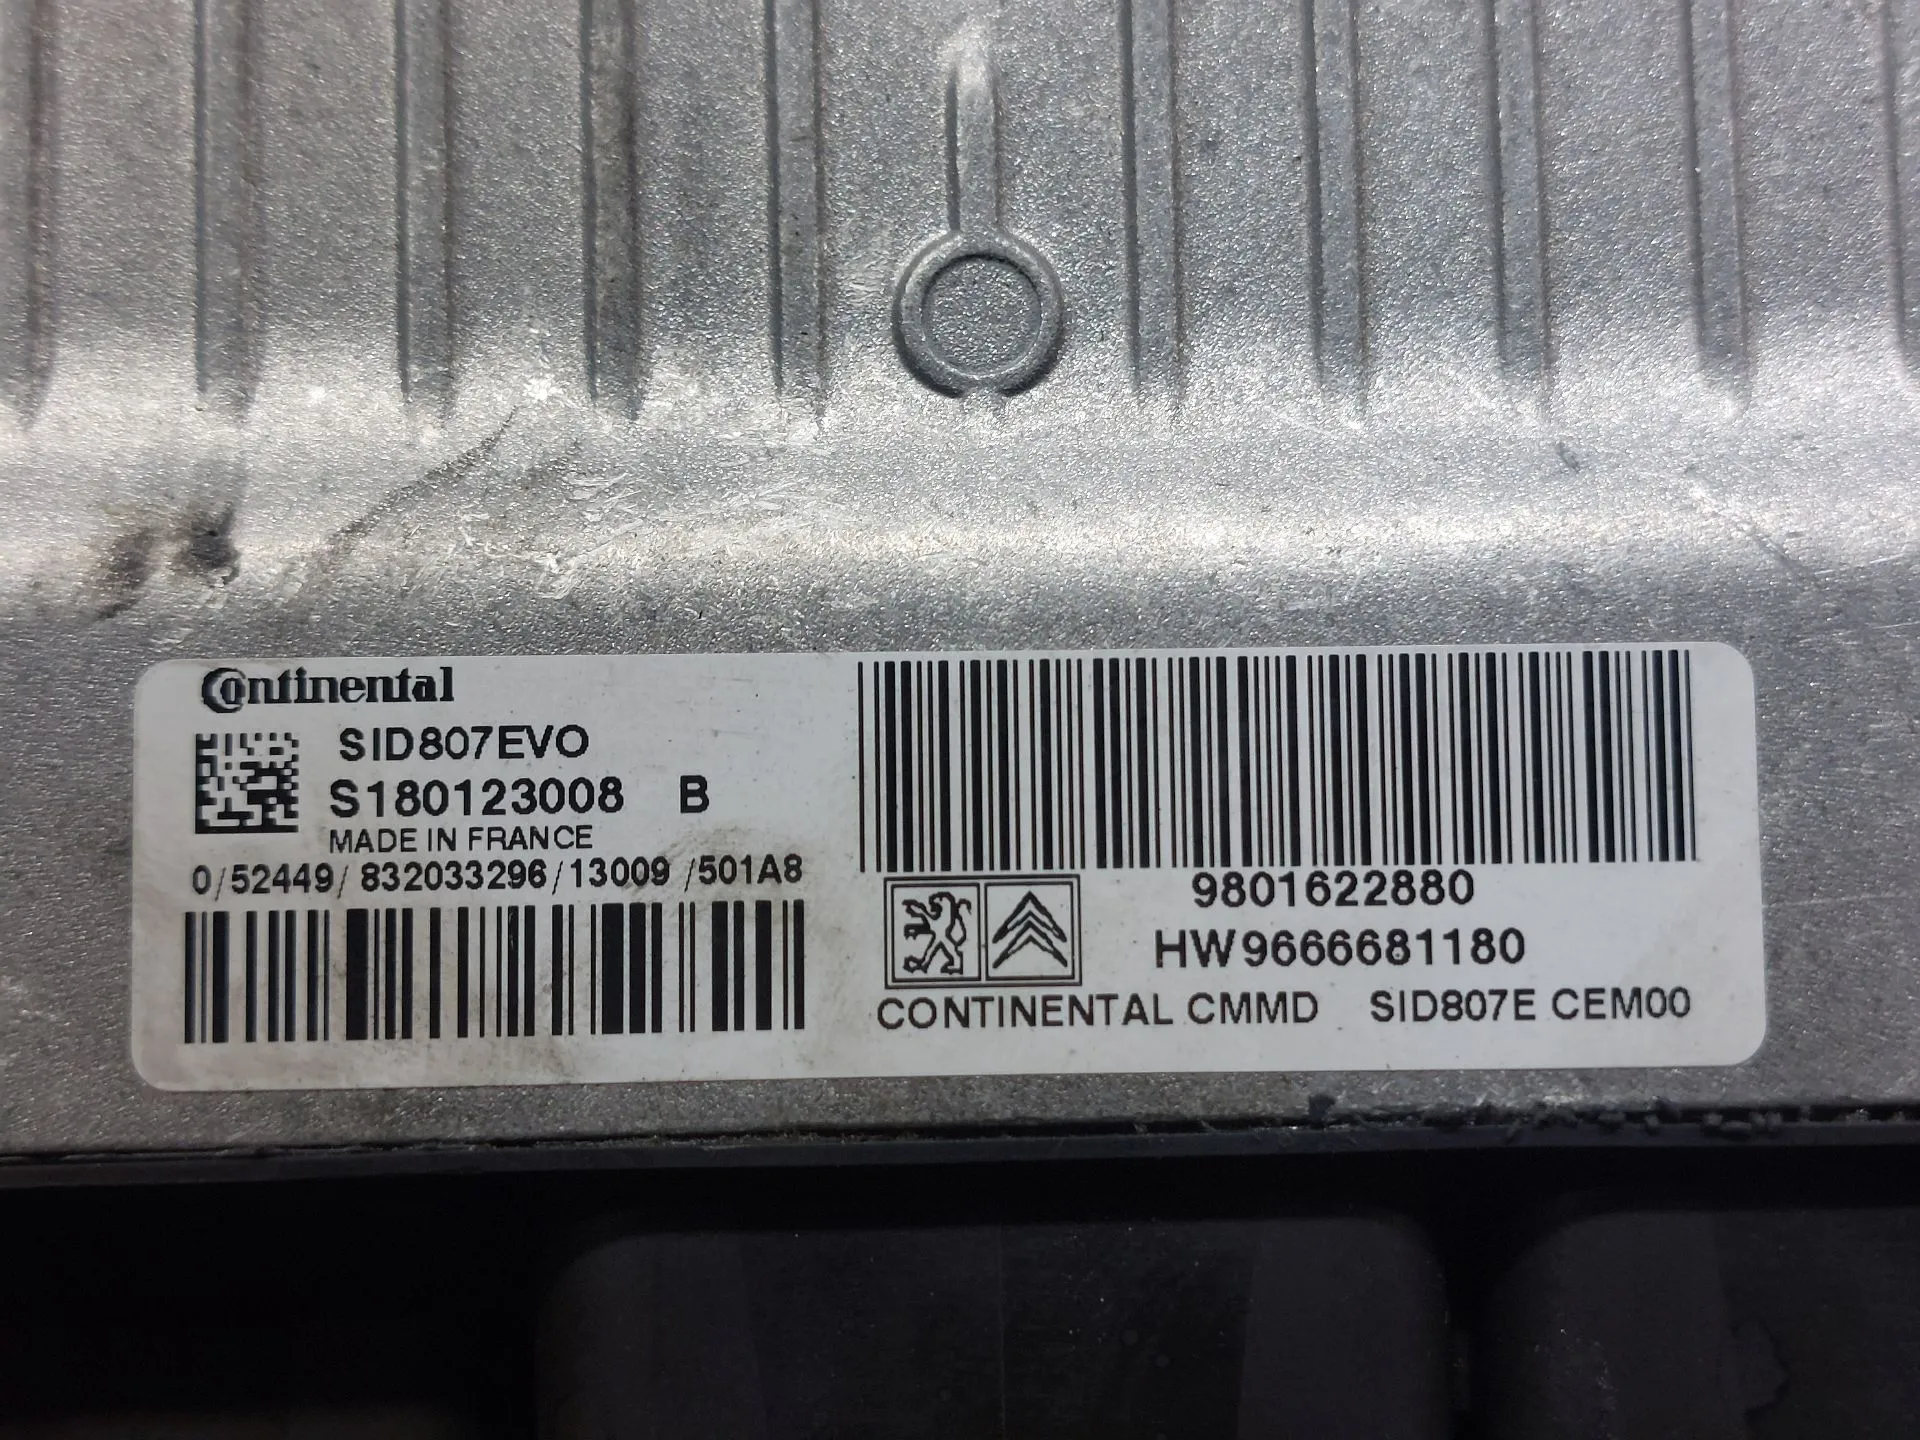 Continental
SID807EVO
S180123008 B
MADE IN FRANCE
0/52449/832033296/13009/501A8
9801622880
HW9666681180
CONTINENTAL CMMD SID807E CEM00